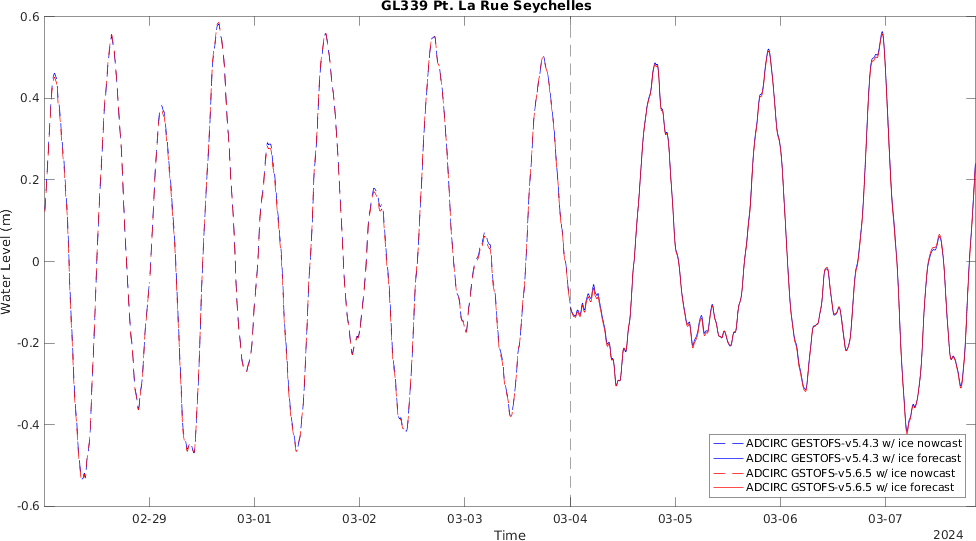 GL339 Pt. La Rue Seychelles
0.6
0.4
0.2
0
-0.2
-0.4
-0.6
Water Level (m)
ADCIRC GESTOFS-v5.4.3 w/ ice nowcast
ADCIRC GESTOFS-v5.4.3 w/ ice forecast
ADCIRC GSTOFS-v5.6.5 w/ ice nowcast
ADCIRC GSTOFS-v5.6.5 w/ ice forecast
02-29 03-01 03-02 03-03 03-04 03-05 03-06 03-07
Time
2024